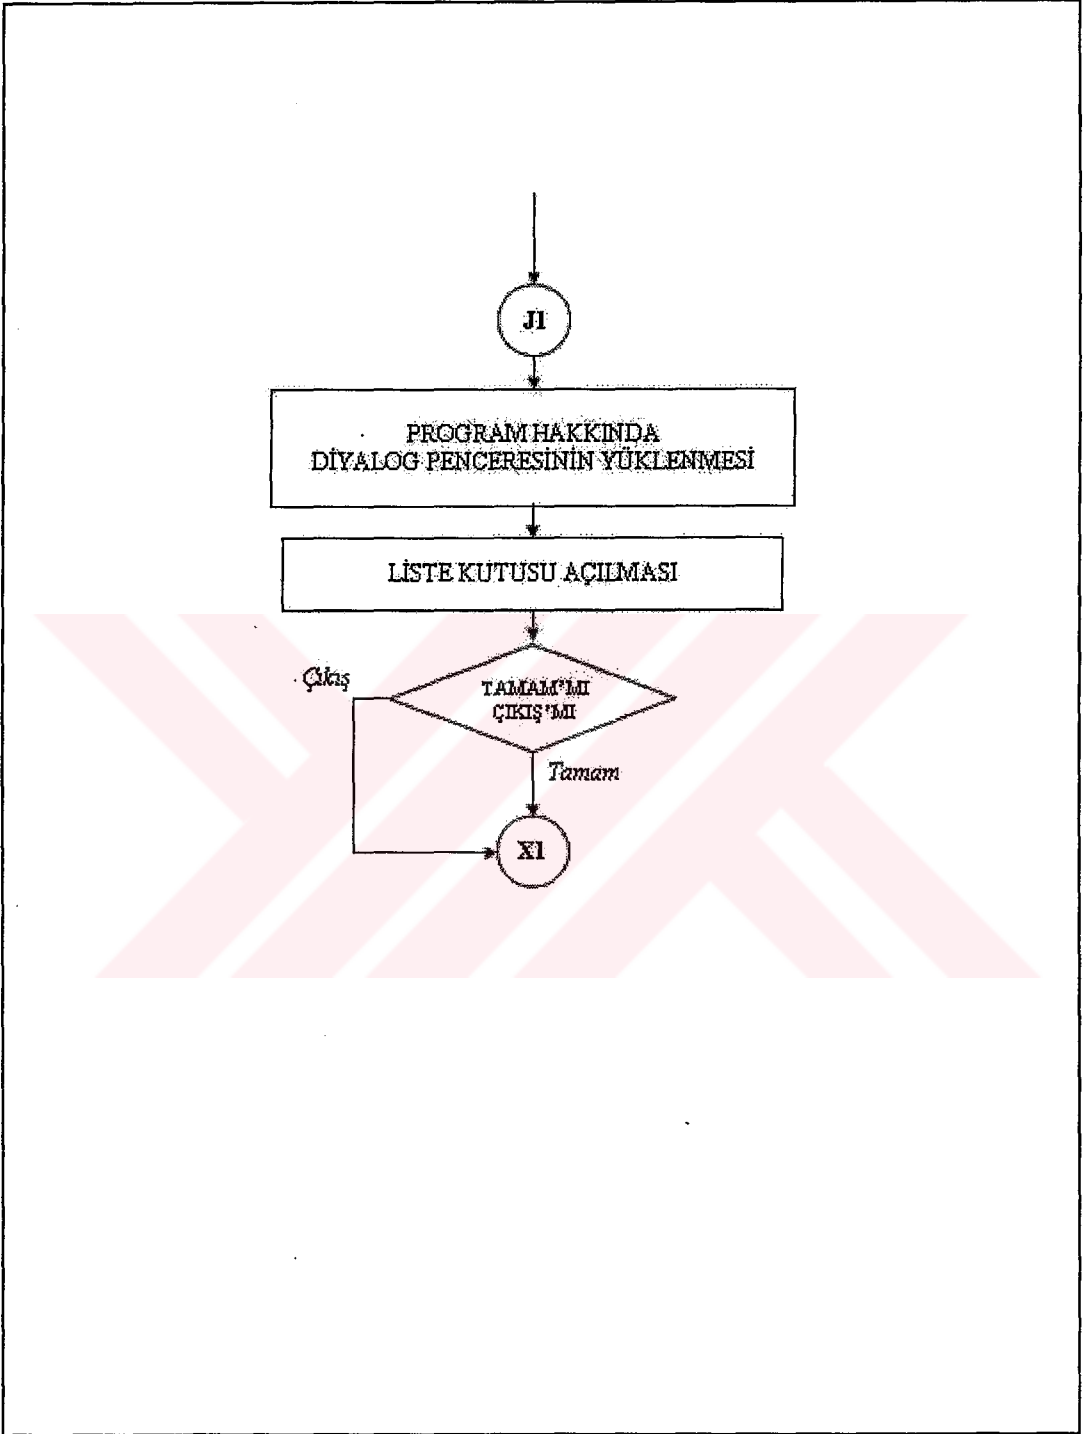 J1
PROGRAM HAKKINDA
DİYALOG PENCERESİNİN YÜKLENMESİ
LİSTE KUTUSU AÇILMASI
Çıkış
TAMAM'MI
ÇIKIŞ'MI
Tamam
X1